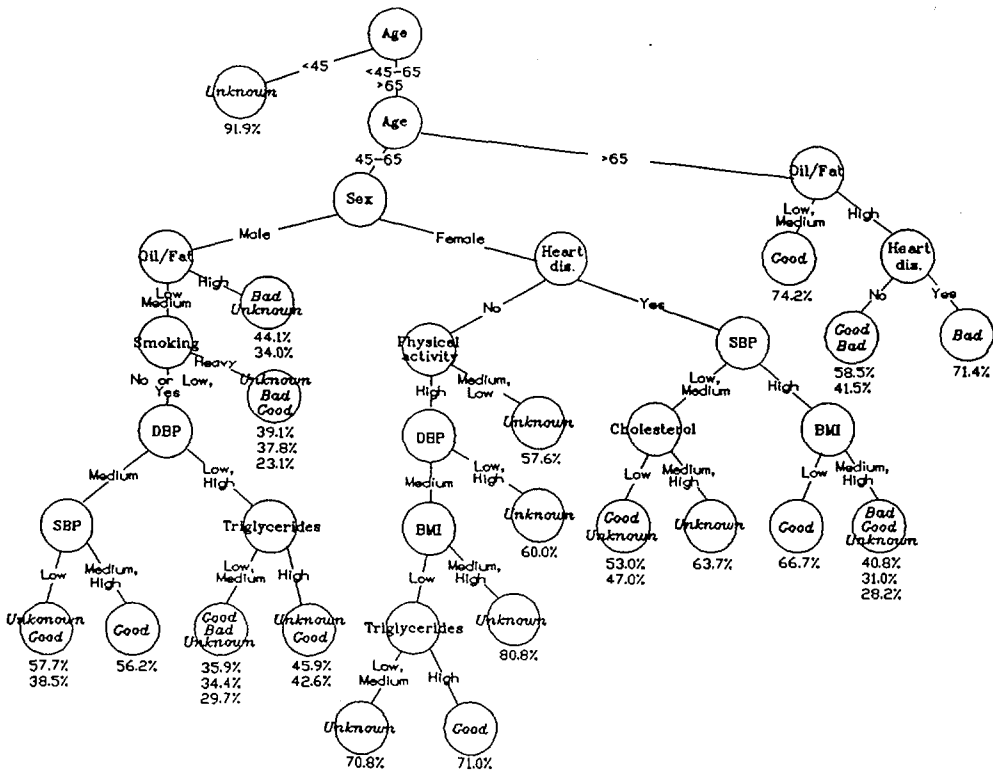 Age
<45
<45-65
>65
Unknown
91.9%
Age
45-65
>65
Sex
Oil/Fat
Male
Female
Low,
Medium
High
Oil/Fat
Heart
dis.
Good
74.2%
Heart
dis.
High
Low
Medium
Bad
Unknown
44.1%
34.0%
No
Yes
No
Yes
Good
Bad
58.5%
41.5%
Bad
71.4%
Smoking
Heavy
No or Low,
Yes
Unknown
Bad
Good
39.1%
37.8%
23.1%
Physical
activity
High
Medium,
Low
Unknown
57.6%
SBP
Low,
Medium
High
DBP
Medium
Low,
High
DBP
Medium
Low,
High
Unknown
60.0%
Cholesterol
Low
Medium,
High
BMI
Low
Medium,
High
SBP
Low
Medium,
High
Triglycerides
Low,
Medium
High
BMI
Low
Medium,
High
Good
Unknown
53.0%
47.0%
Unknown
63.7%
Good
66.7%
Bad
Good
Unknown
40.8%
31.0%
28.2%
Unkonown
Good
57.7%
38.5%
Good
56.2%
Good
Bad
Unknown
35.9%
34.4%
29.7%
Unknown
Good
45.9%
42.6%
Triglycerides
Low,
Medium
High
Unknown
80.8%
Unknown
70.8%
Good
71.0%